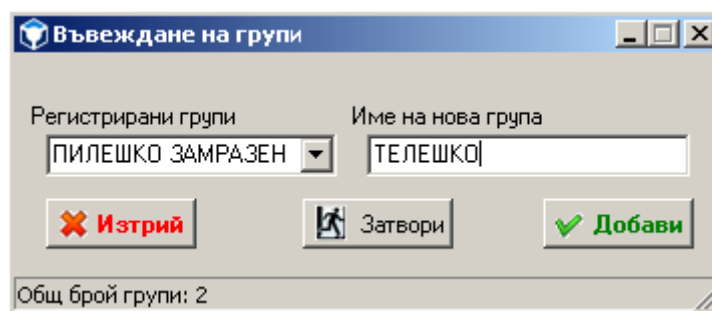 Въвеждане на групи
Регистрирани групи Име на нова група
ПИЛЕШКО ЗАМРАЗЕН ТЕЛЕШКО
Изтрий Затвори Добави
Общ брой групи: 2